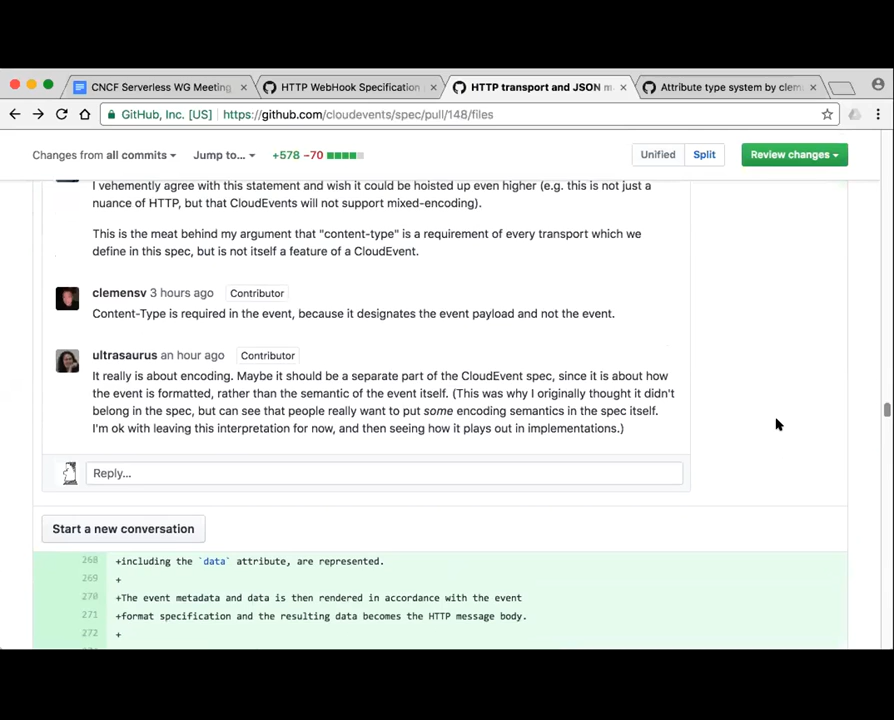 CNCF Serverless WG Meeting
HTTP WebHook Specification
HTTP transport and JSON m
Attribute type system by clem
GitHub, Inc. [US]
https://github.com/cloudevents/spec/pull/148/files
Changes from all commits
Jump to...
+578 −70
Unified
Split
Review changes
I vehemently agree with this statement and wish it could be hoisted up even higher (e.g. this is not just a
nuance of HTTP, but that CloudEvents will not support mixed-encoding).
This is the meat behind my argument that "content-type" is a requirement of every transport which we
define in this spec, but is not itself a feature of a CloudEvent.
clemensv 3 hours ago Contributor
Content-Type is required in the event, because it designates the event payload and not the event.
ultrasaurus an hour ago Contributor
It really is about encoding. Maybe it should be a separate part of the CloudEvent spec, since it is about how
the event is formatted, rather than the semantic of the event itself. (This was why I originally thought it didn't
belong in the spec, but can see that people really want to put some encoding semantics in the spec itself.
I'm ok with leaving this interpretation for now, and then seeing how it plays out in implementations.)
Reply...
Start a new conversation
268 +including the `data` attribute, are represented.
269 +
270 +The event metadata and data is then rendered in accordance with the event
271 +format specification and the resulting data becomes the HTTP message body.
272 +